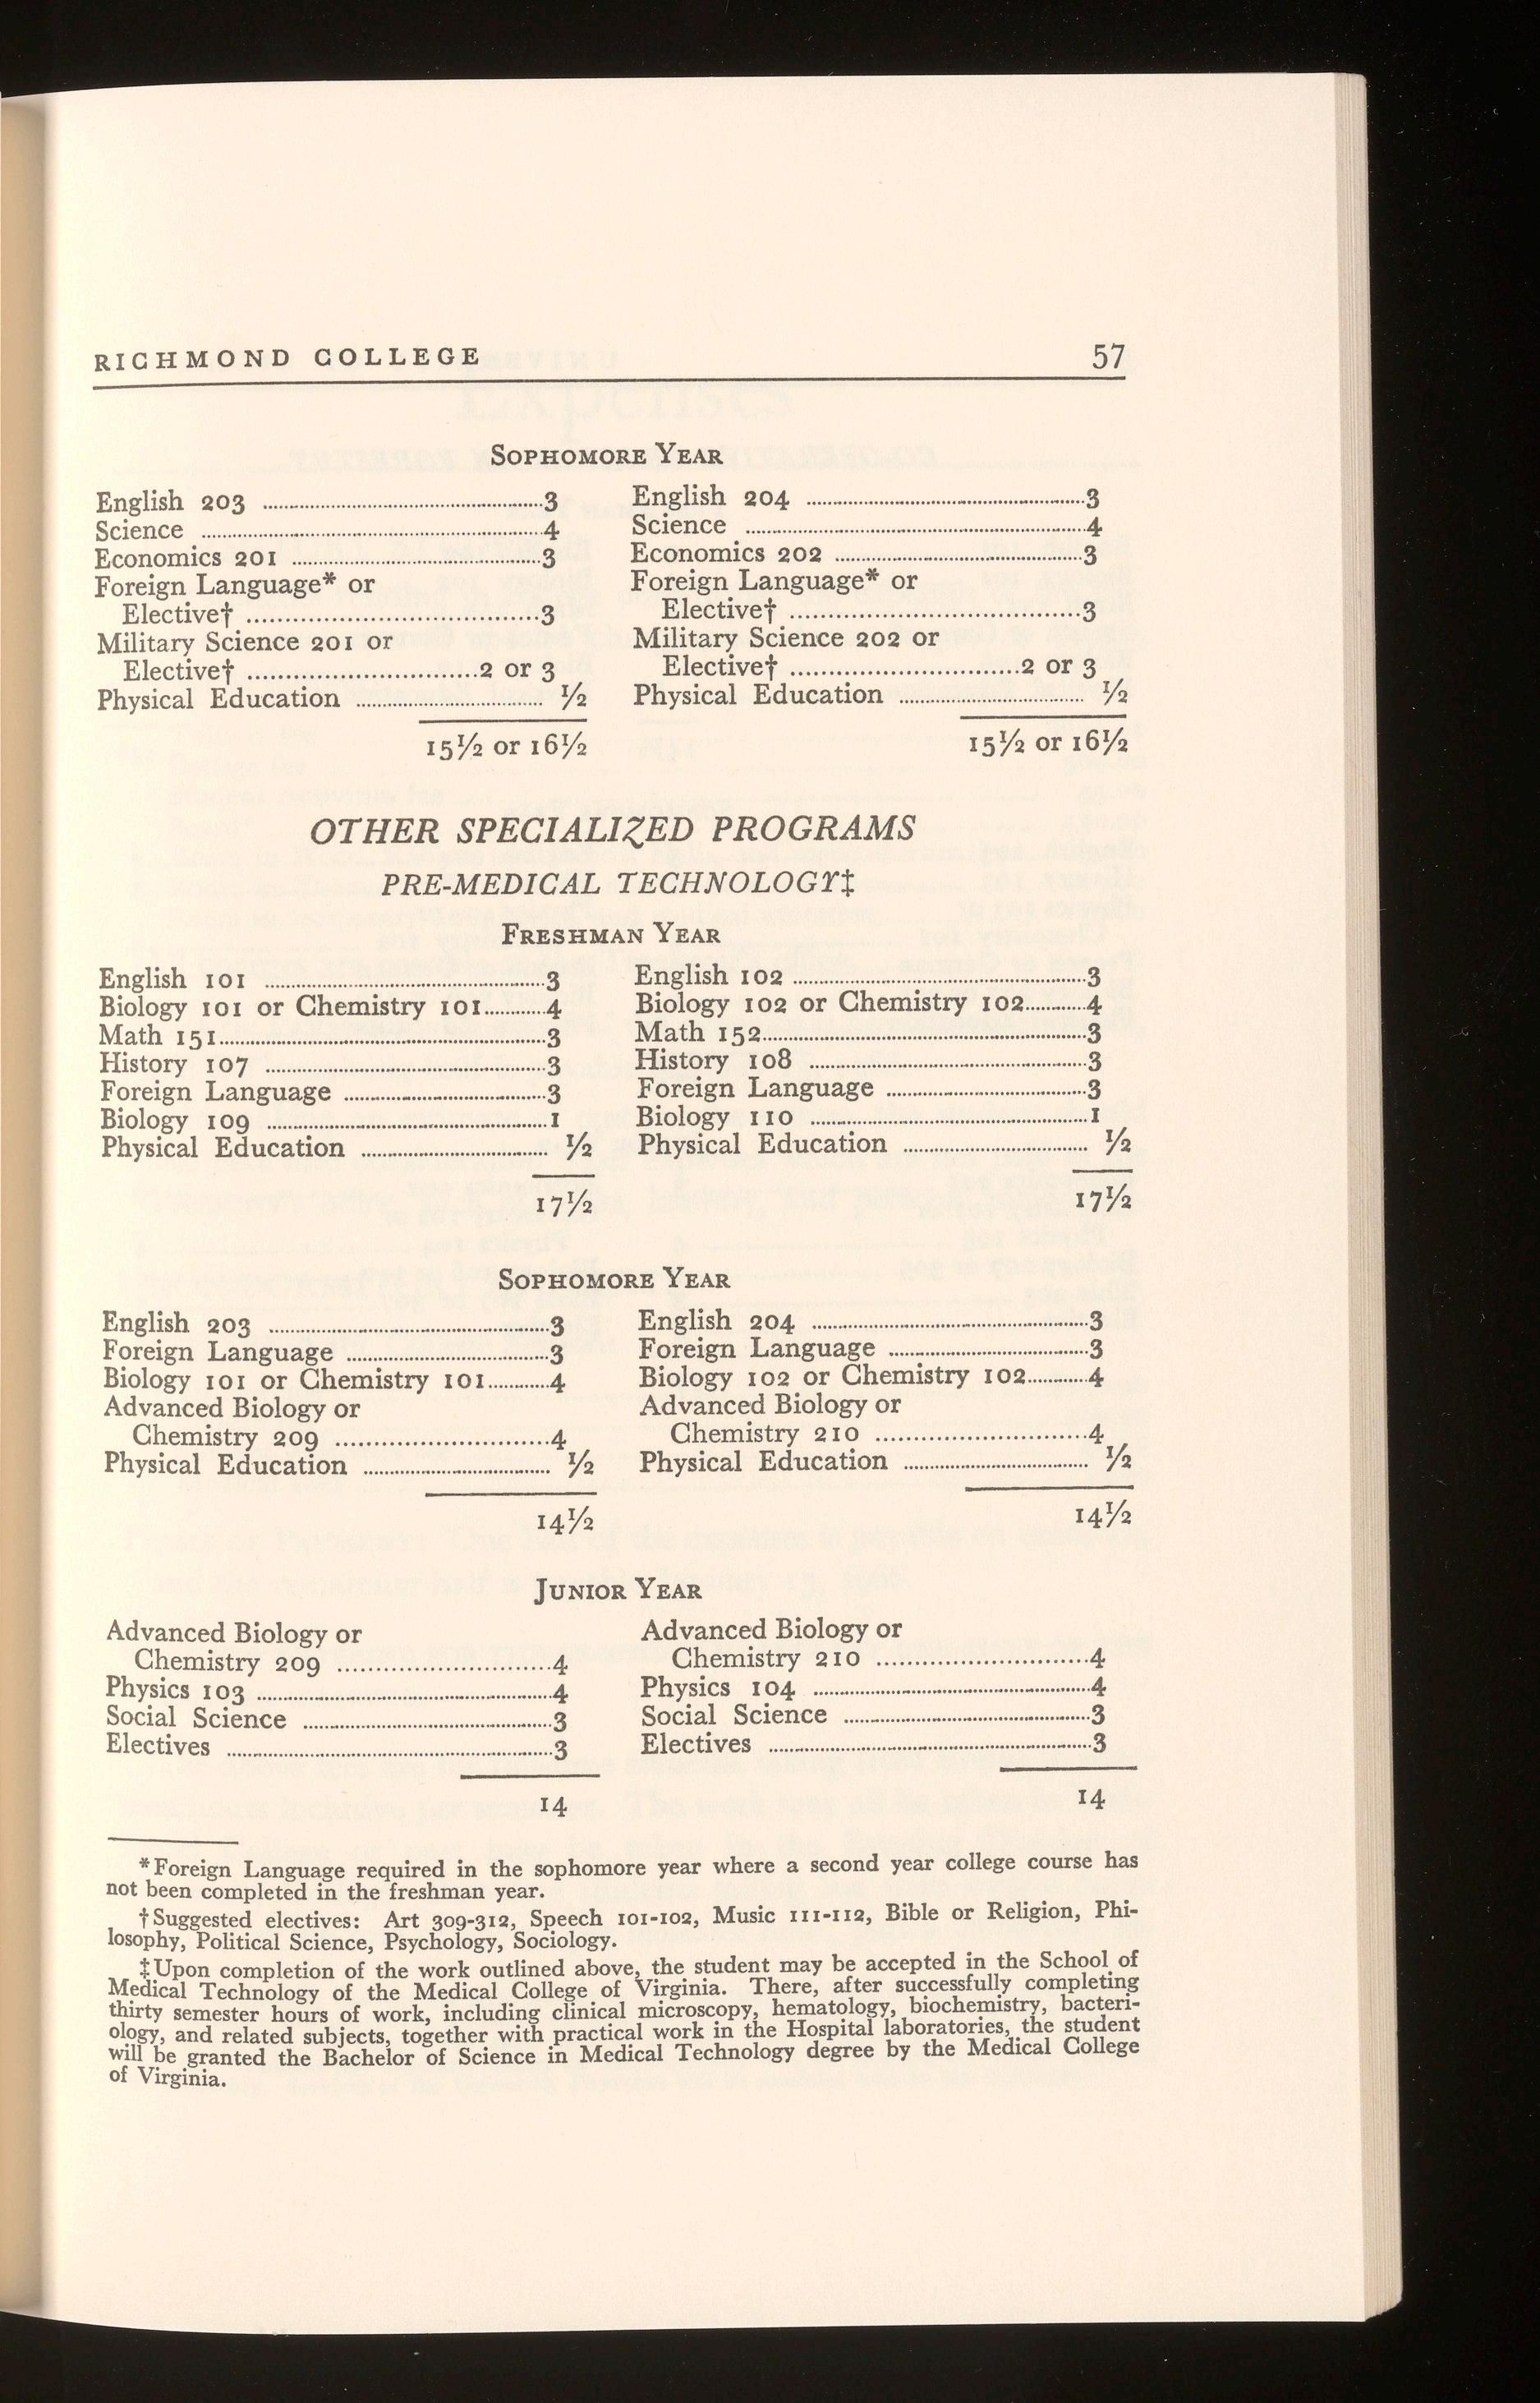 RICHMOND COLLEGE 57
SOPHOMORE YEAR
English 203 ........ 3 English 204 ........ 3
Science ........ 4 Science ........ 4
Economics 201 ........ 3 Economics 202 ........ 3
Foreign Language* or Foreign Language* or
Elective† ........ 3 Elective† ........ 3
Military Science 201 or Military Science 202 or
Elective† ........ 2 or 3 Elective† ........ 2 or 3
Physical Education ........ ½ Physical Education ........ ½
15½ or 16½ 15½ or 16½
OTHER SPECIALIZED PROGRAMS
PRE-MEDICAL TECHNOLOGY‡
FRESHMAN YEAR
English 101 ........ 3 English 102 ........ 3
Biology 101 or Chemistry 101 ........ 4 Biology 102 or Chemistry 102 ........ 4
Math 151 ........ 3 Math 152 ........ 3
History 107 ........ 3 History 108 ........ 3
Foreign Language ........ 3 Foreign Language ........ 3
Biology 109 ........ 1 Biology 110 ........ 1
Physical Education ........ ½ Physical Education ........ ½
17½ 17½
SOPHOMORE YEAR
English 203 ........ 3 English 204 ........ 3
Foreign Language ........ 3 Foreign Language ........ 3
Biology 101 or Chemistry 101 ........ 4 Biology 102 or Chemistry 102 ........ 4
Advanced Biology or Advanced Biology or
Chemistry 209 ........ 4 Chemistry 210 ........ 4
Physical Education ........ ½ Physical Education ........ ½
14½ 14½
JUNIOR YEAR
Advanced Biology or Advanced Biology or
Chemistry 209 ........ 4 Chemistry 210 ........ 4
Physics 103 ........ 4 Physics 104 ........ 4
Social Science ........ 3 Social Science ........ 3
Electives ........ 3 Electives ........ 3
14 14
*Foreign Language required in the sophomore year where a second year college course has
not been completed in the freshman year.
†Suggested electives: Art 309-312, Speech 101-102, Music 111-112, Bible or Religion, Phi-
losophy, Political Science, Psychology, Sociology.
‡Upon completion of the work outlined above, the student may be accepted in the School of
Medical Technology of the Medical College of Virginia. There, after successfully completing
thirty semester hours of work, including clinical microscopy, hematology, biochemistry, bacteri-
ology, and related subjects, together with practical work in the Hospital laboratories, the student
will be granted the Bachelor of Science in Medical Technology degree by the Medical College
of Virginia.